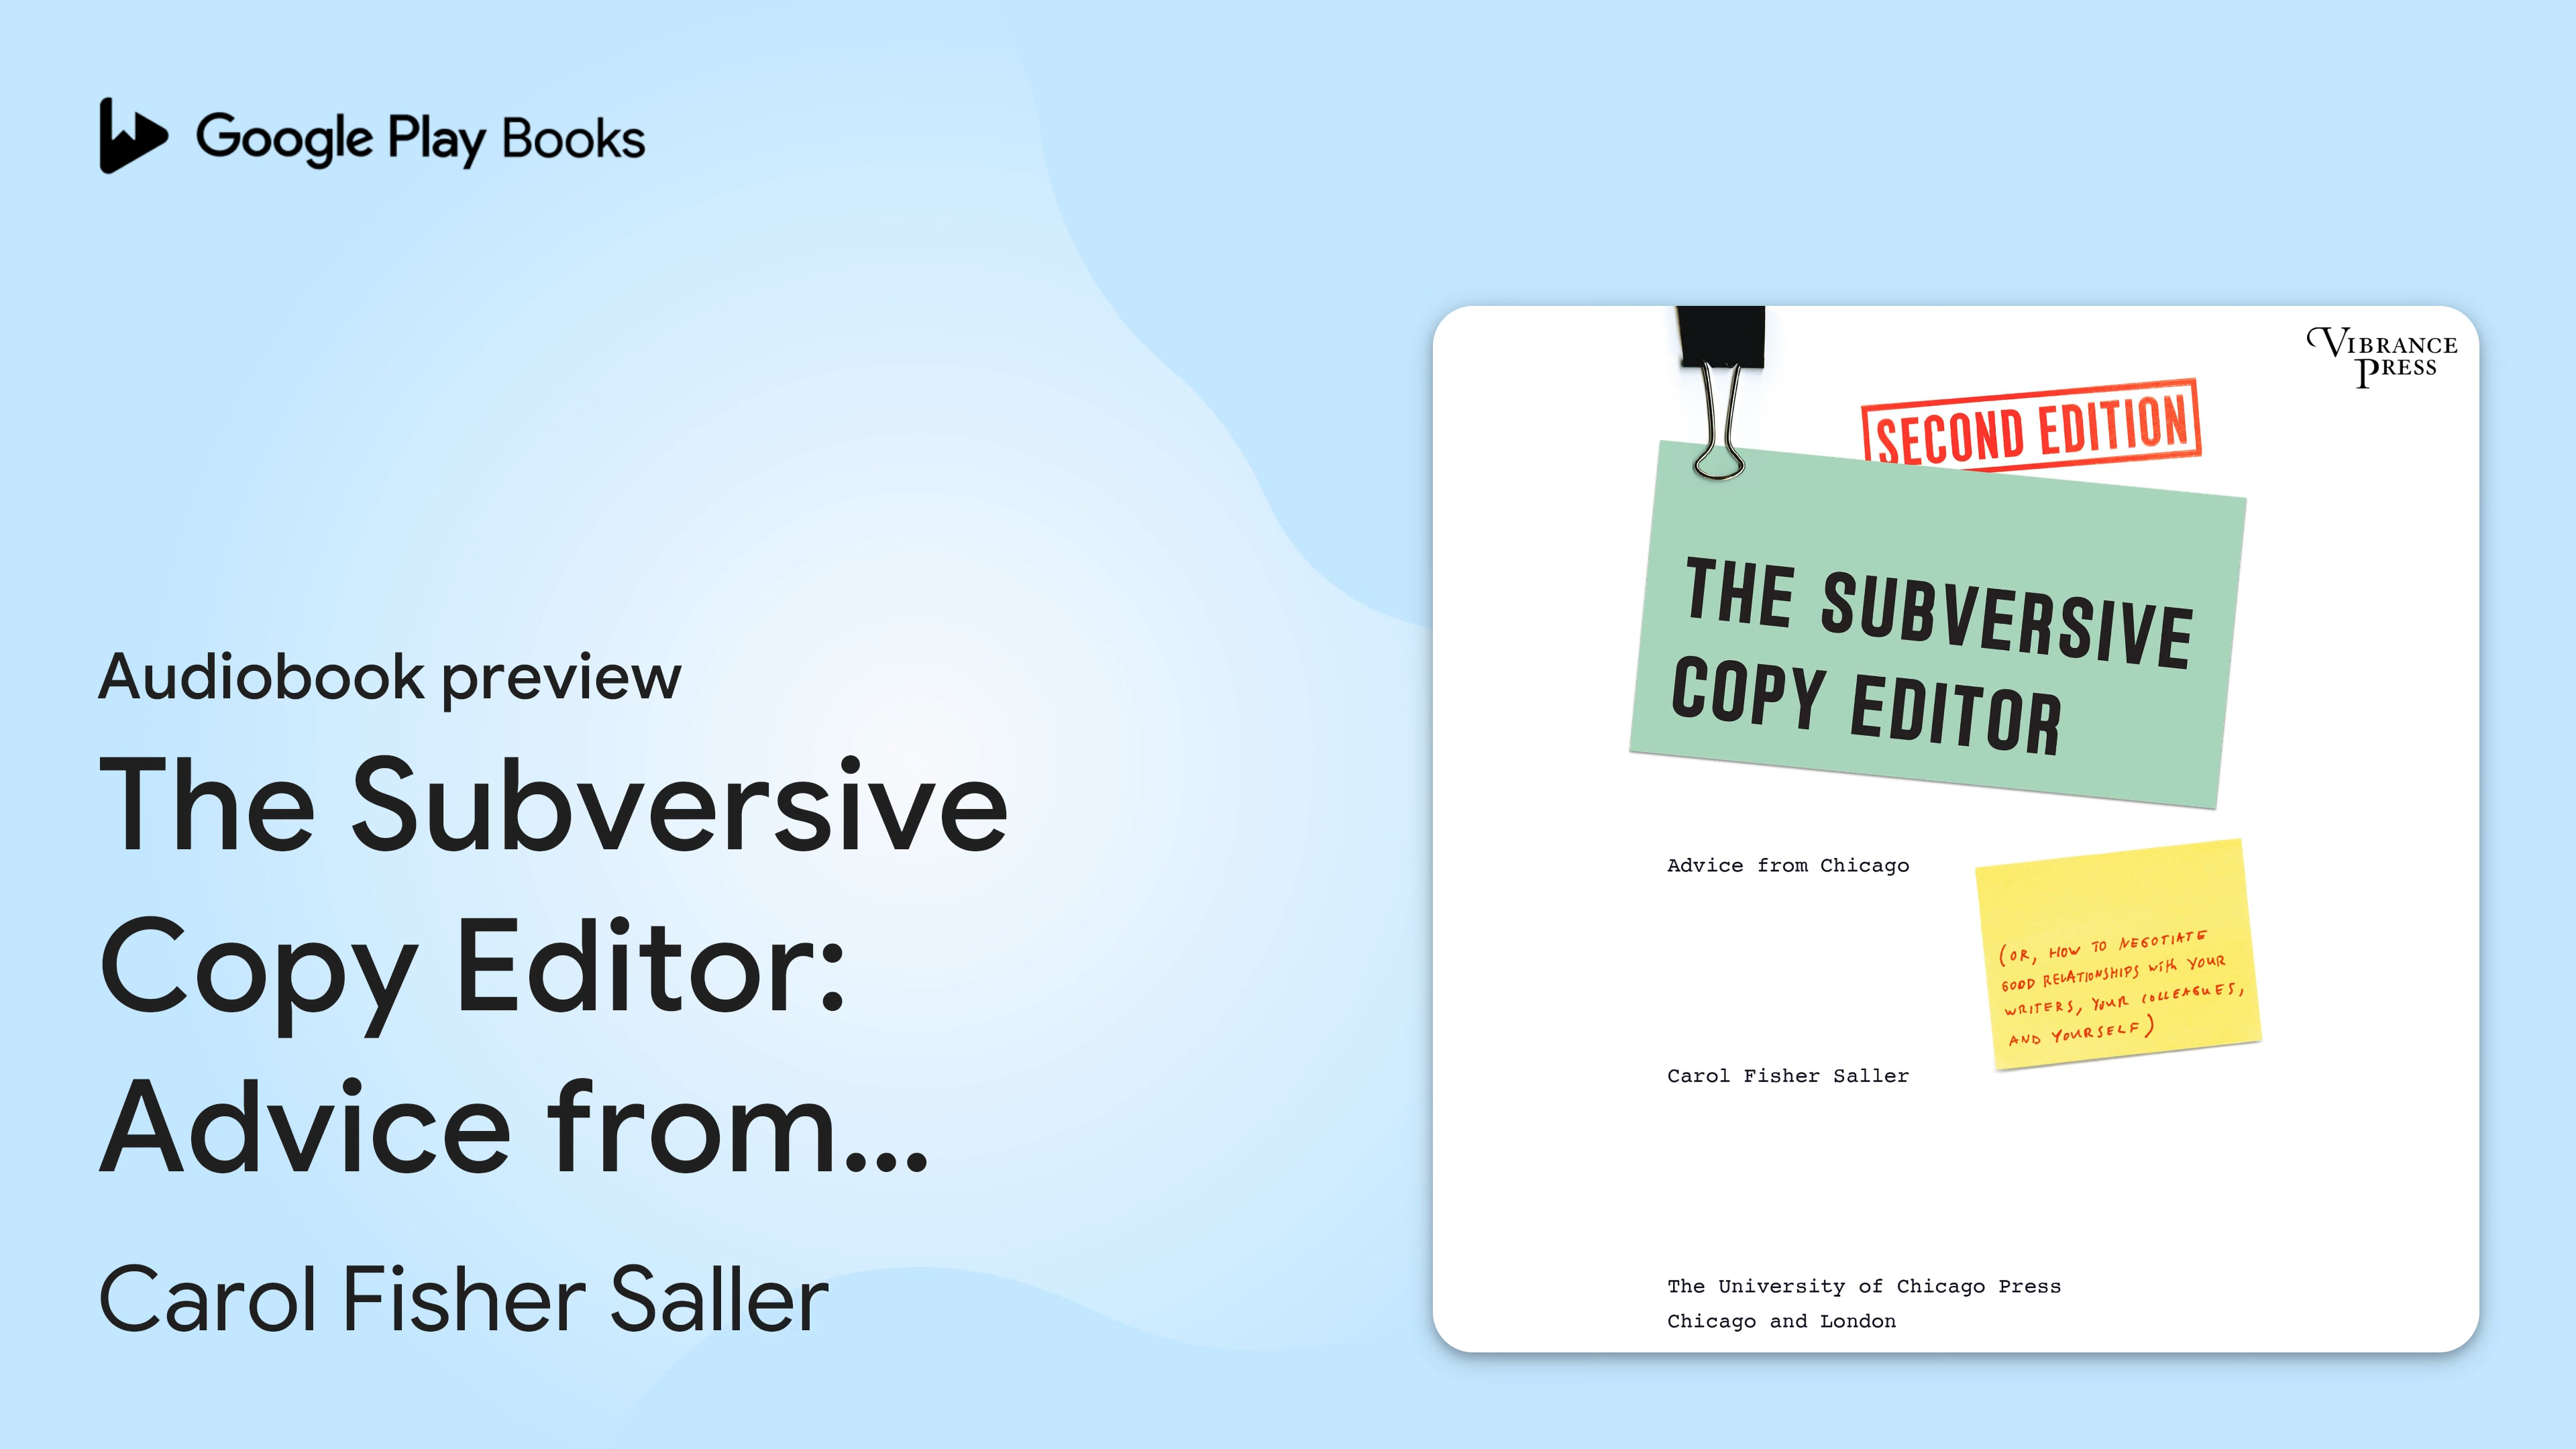 Google Play Books
Audiobook preview
The Subversive
Copy Editor:
Advice from...
Carol Fisher Saller
VIBRANCE
PRESS
SECOND EDITION
THE SUBVERSIVE
COPY EDITOR
Advice from Chicago
(OR, HOW TO NEGOTIATE
GOOD RELATIONSHIPS with YOUR
WRITERS, YOUR COLLEAGUES,
AND YOURSELF)
Carol Fisher Saller
The University of Chicago Press
Chicago and London